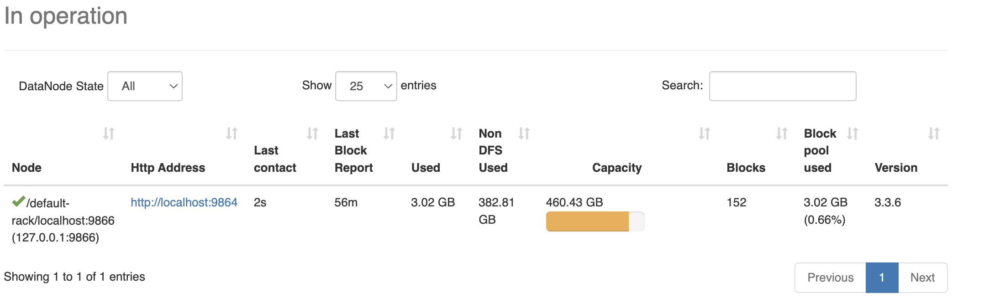 In operation
DataNode State All Show 25 entries Search:
Node Http Address Last contact Last Block Report Used Non DFS Used Capacity Blocks Block pool used Version
/default-rack/localhost:9866 (127.0.0.1:9866) http://localhost:9864 2s 56m 3.02 GB 382.81 GB 460.43 GB 152 3.02 GB (0.66%) 3.3.6
Showing 1 to 1 of 1 entries Previous 1 Next